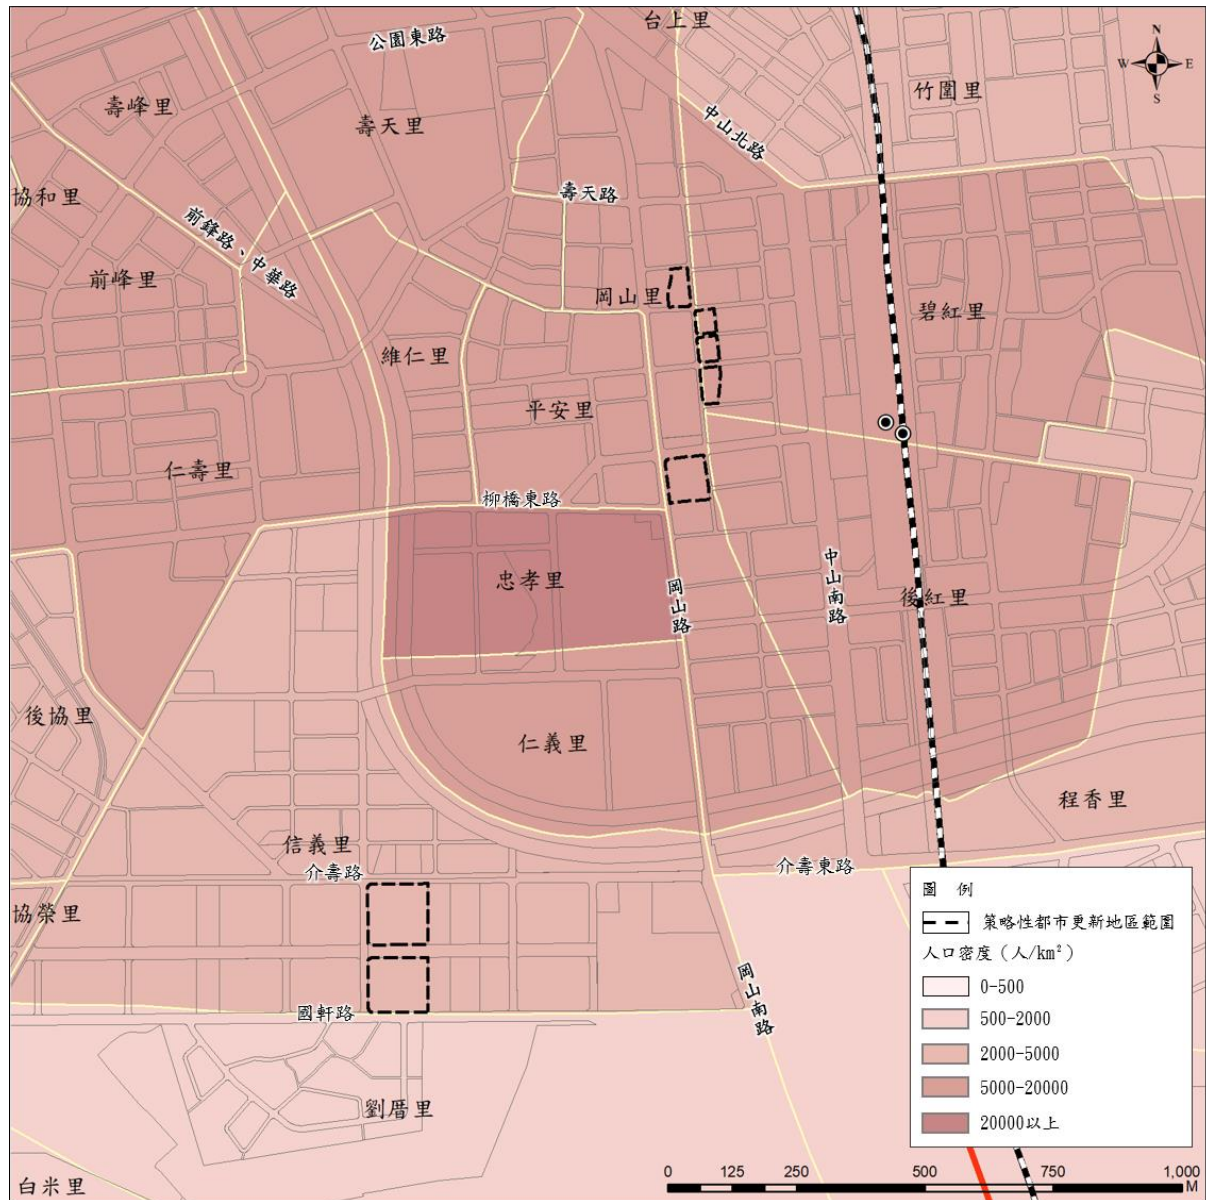 台上里
公園東路
N
W
E
S
竹圍里
壽峰里
壽天里
中山北路
協和里
壽天路
前鋒路、中華路
前峰里
岡山里
碧紅里
維仁里
平安里
仁壽里
柳橋東路
忠孝里
岡山路
中山南路
後紅里
後協里
仁義里
程香里
信義里
介壽路
介壽東路
協榮里
岡山南路
國軒路
劉厝里
白米里
圖 例
策略性都市更新地區範圍
人口密度(人/km²)
0-500
500-2000
2000-5000
5000-20000
20000以上
0 125 250 500 750 1,000
M